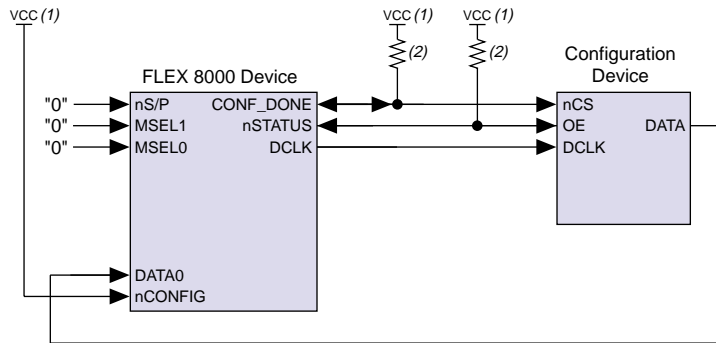 VCC (1)
VCC (1)
VCC (1)
(2)
(2)
FLEX 8000 Device
Configuration
Device
"0"
nS/P
CONF_DONE
nCS
"0"
MSEL1
nSTATUS
OE
DATA
"0"
MSEL0
DCLK
DCLK
DATA0
nCONFIG